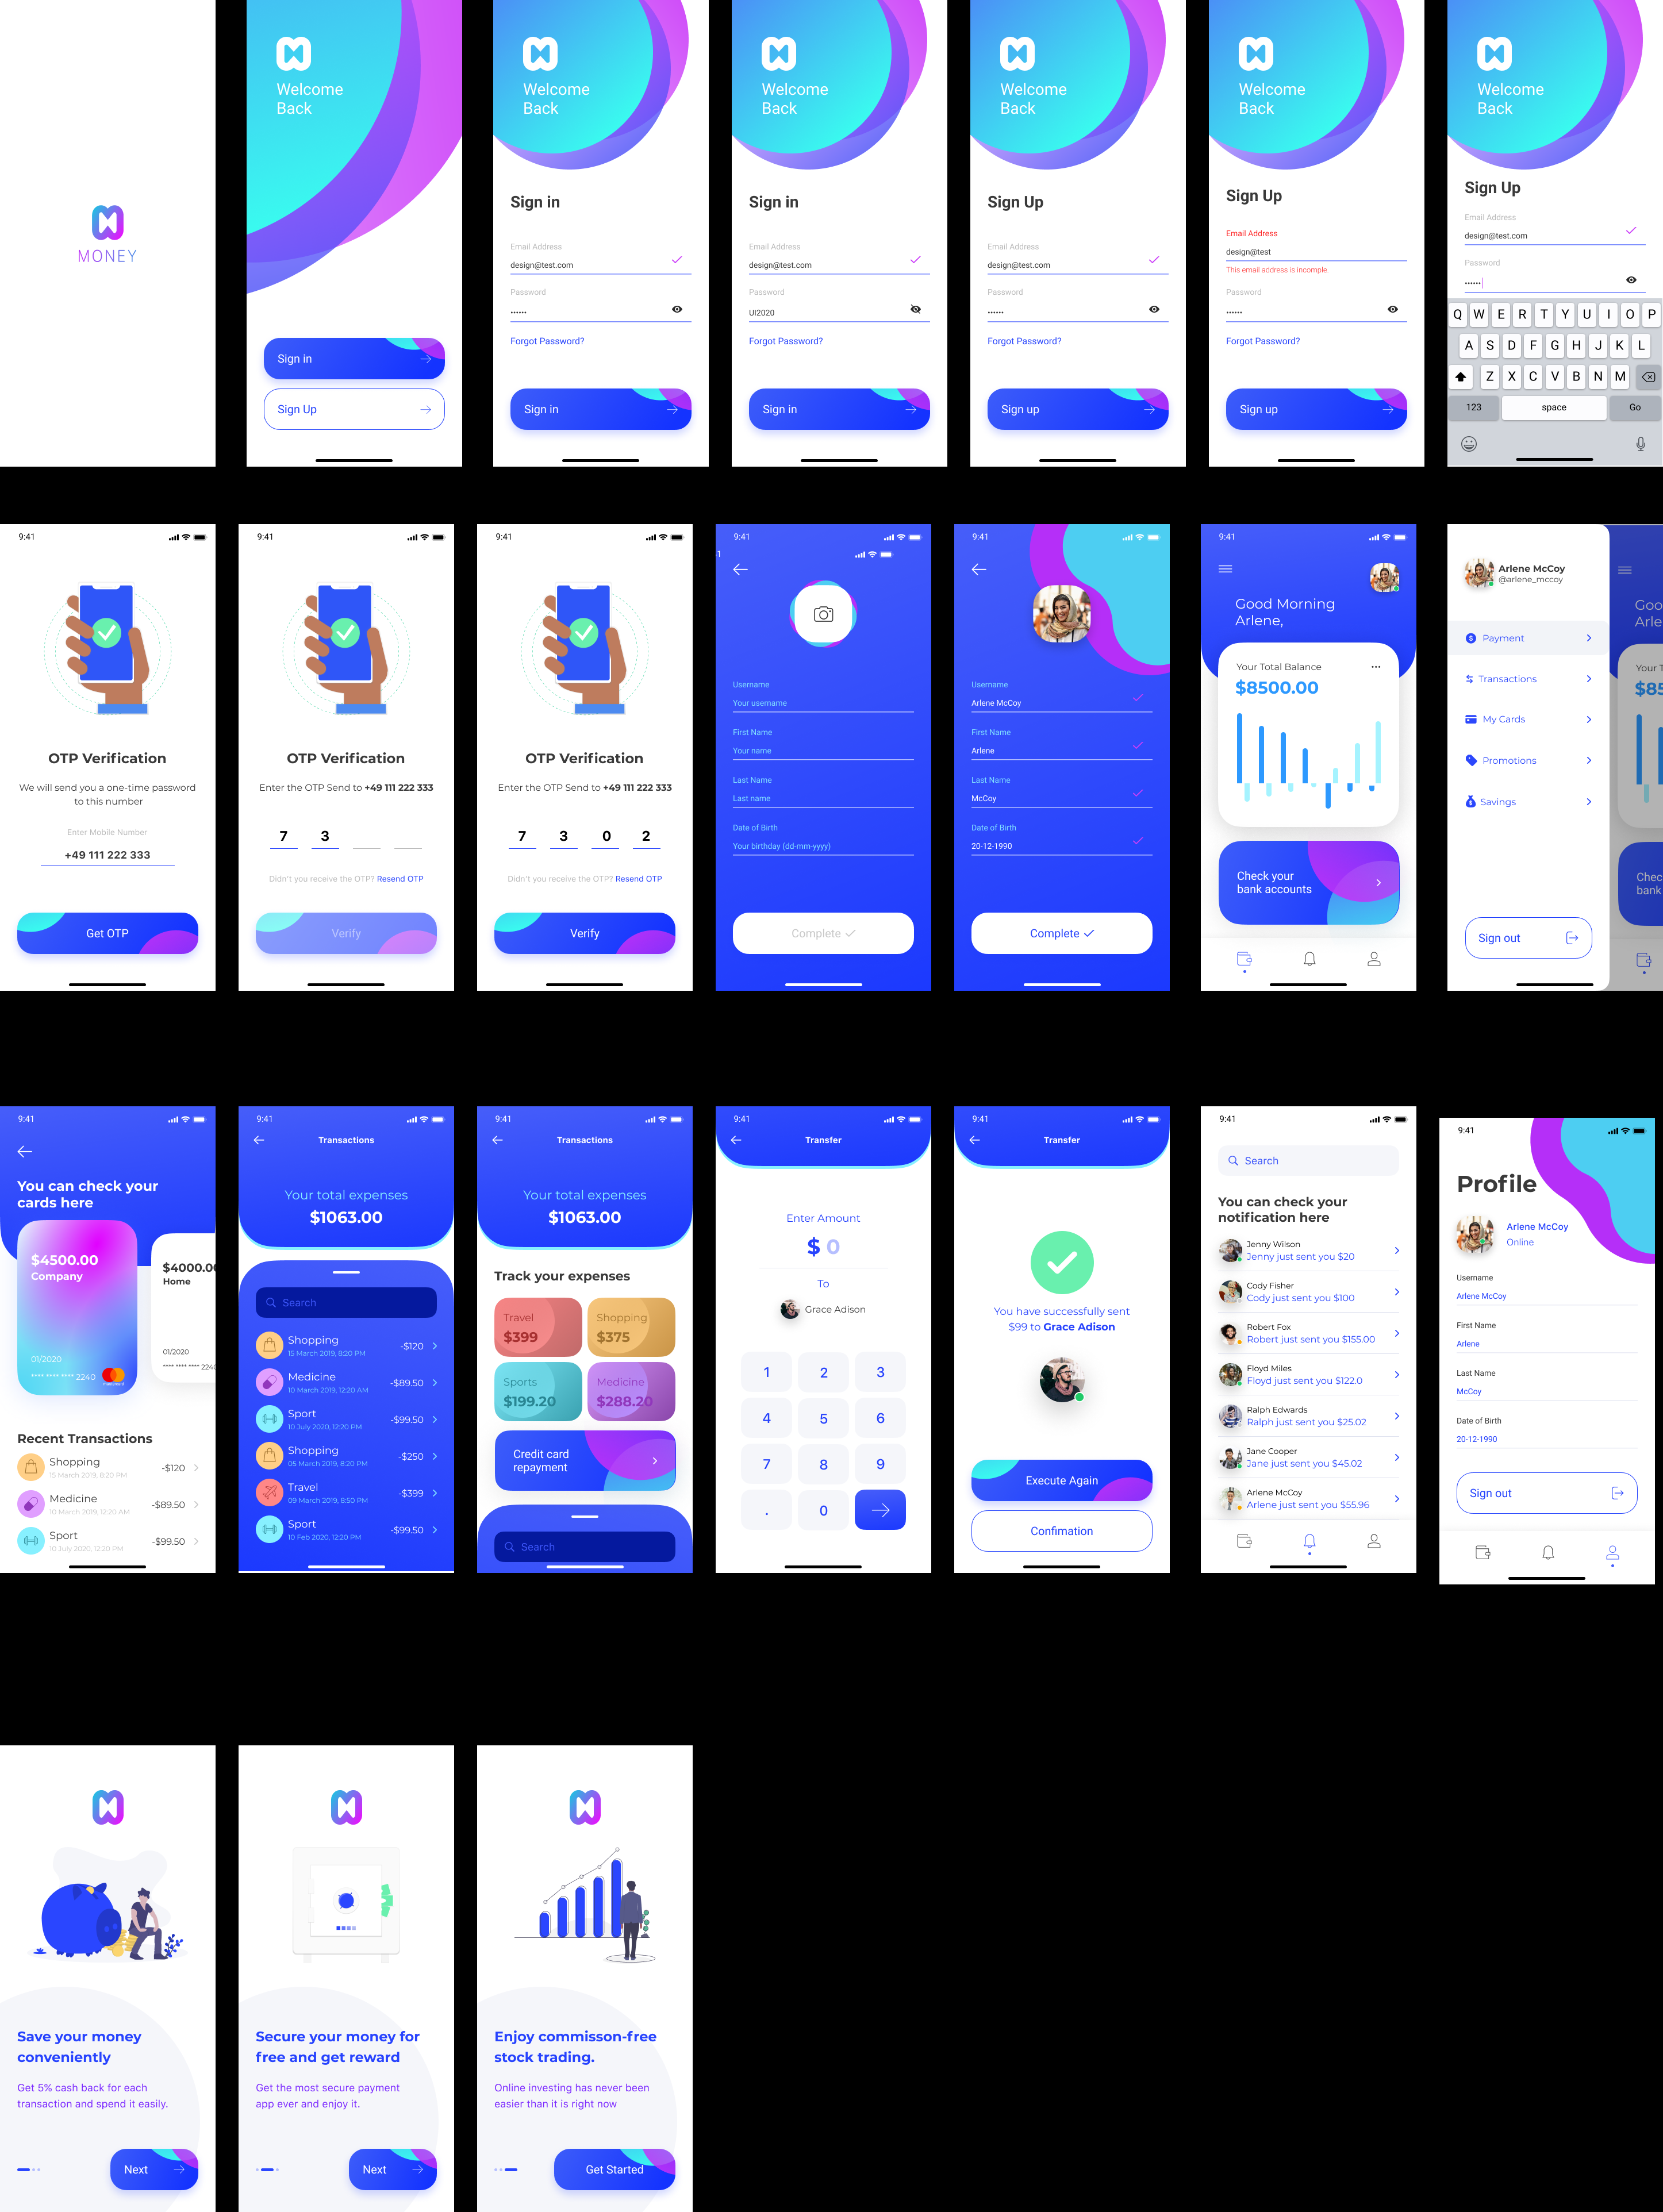 MONEY
Welcome
Back
Sign in
Sign Up
Welcome
Back
Sign in
Email Address
design@test.com
Password
••••••
Forgot Password?
Sign in
Welcome
Back
Sign in
Email Address
design@test.com
Password
UI2020
Forgot Password?
Sign in
Welcome
Back
Sign Up
Email Address
design@test.com
Password
••••••
Forgot Password?
Sign up
Welcome
Back
Sign Up
Email Address
design@test
This email address is incomple
Password
••••••
Forgot Password?
Sign up
Welcome
Back
Sign Up
Email Address
design@test.com
Password
••••••
Q W E R T Y U I O P
A S D F G H J K L
Z X C V B N M
123 space Go
9:41
OTP Verification
We will send you a one-time password
to this number
Enter Mobile Number
+49 111 222 333
Get OTP
9:41
OTP Verification
Enter the OTP Send to +49 111 222 333
7 3
Didn't you receive the OTP? Resend OTP
Verify
9:41
OTP Verification
Enter the OTP Send to +49 111 222 333
7 3 0 2
Didn't you receive the OTP? Resend OTP
Verify
9:41
Username
Your username
First Name
Your name
Last Name
Last name
Date of Birth
Your birthday (dd-mm-yyyy)
Complete
9:41
Username
Arlene McCoy
First Name
Arlene
Last Name
McCoy
Date of Birth
20-12-1990
Complete
9:41
Good Morning
Arlene,
Your Total Balance
$8500.00
Check your
bank accounts
Arlene McCoy
@arlene_mccoy
Payment
Transactions
My Cards
Promotions
Savings
Sign out
Goo
Arle
Your T
$85
Chec
bank
9:41
You can check your
cards here
$4500.00
Company
01/2020
**** **** **** 2240
mastercard
$4000.00
Home
01/2020
**** **** **** 2240
Recent Transactions
Shopping
15 March 2019, 8:20 PM
-$120
Medicine
10 March 2019, 12:20 AM
-$89.50
Sport
10 July 2020, 12:20 PM
-$99.50
9:41
Transactions
Your total expenses
$1063.00
Search
Shopping
15 March 2019, 8:20 PM
-$120
Medicine
10 March 2019, 12:20 AM
-$89.50
Sport
10 July 2020, 12:20 PM
-$99.50
Shopping
05 March 2019, 8:20 PM
-$250
Travel
09 March 2019, 8:50 PM
-$399
Sport
10 Feb 2020, 12:20 PM
-$99.50
9:41
Transactions
Your total expenses
$1063.00
Track your expenses
Travel
$399
Shopping
$375
Sports
$199.20
Medicine
$288.20
Credit card
repayment
Search
9:41
Transfer
Enter Amount
$ 0
To
Grace Adison
1 2 3
4 5 6
7 8 9
. 0
9:41
Transfer
You have successfully sent
$99 to Grace Adison
Execute Again
Confimation
9:41
Search
You can check your
notification here
Jenny Wilson
Jenny just sent you $20
Cody Fisher
Cody just sent you $100
Robert Fox
Robert just sent you $155.00
Floyd Miles
Floyd just sent you $122.0
Ralph Edwards
Ralph just sent you $25.02
Jane Cooper
Jane just sent you $45.02
Arlene McCoy
Arlene just sent you $55.96
9:41
Profile
Arlene McCoy
Online
Username
Arlene McCoy
First Name
Arlene
Last Name
McCoy
Date of Birth
20-12-1990
Sign out
Save your money
conveniently
Get 5% cash back for each
transaction and spend it easily.
Next
Secure your money for
free and get reward
Get the most secure payment
app ever and enjoy it.
Next
Enjoy commisson-free
stock trading.
Online investing has never been
easier than it is right now
Get Started